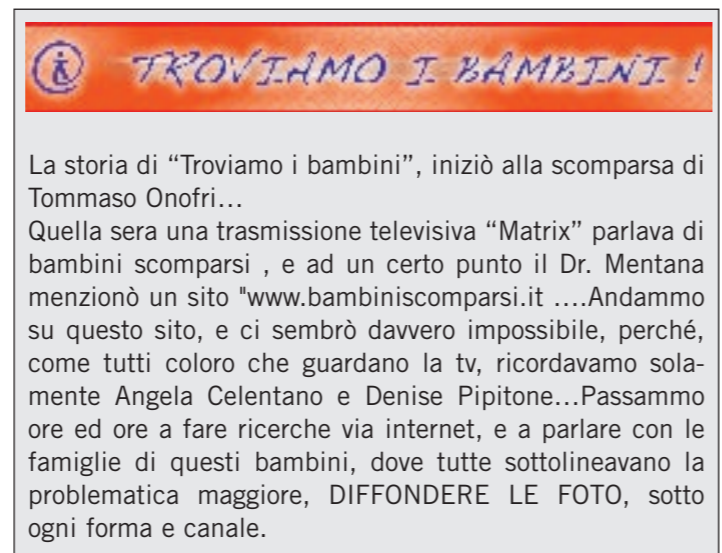 TROVIAMO I BAMBINI !
La storia di “Troviamo i bambini”, iniziò alla scomparsa di
Tommaso Onofri…
Quella sera una trasmissione televisiva “Matrix” parlava di
bambini scomparsi , e ad un certo punto il Dr. Mentana
menzionò un sito "www.bambiniscomparsi.it ….Andammo
su questo sito, e ci sembrò davvero impossibile, perché,
come tutti coloro che guardano la tv, ricordavamo sola-
mente Angela Celentano e Denise Pipitone…Passammo
ore ed ore a fare ricerche via internet, e a parlare con le
famiglie di questi bambini, dove tutte sottolineavano la
problematica maggiore, DIFFONDERE LE FOTO, sotto
ogni forma e canale.